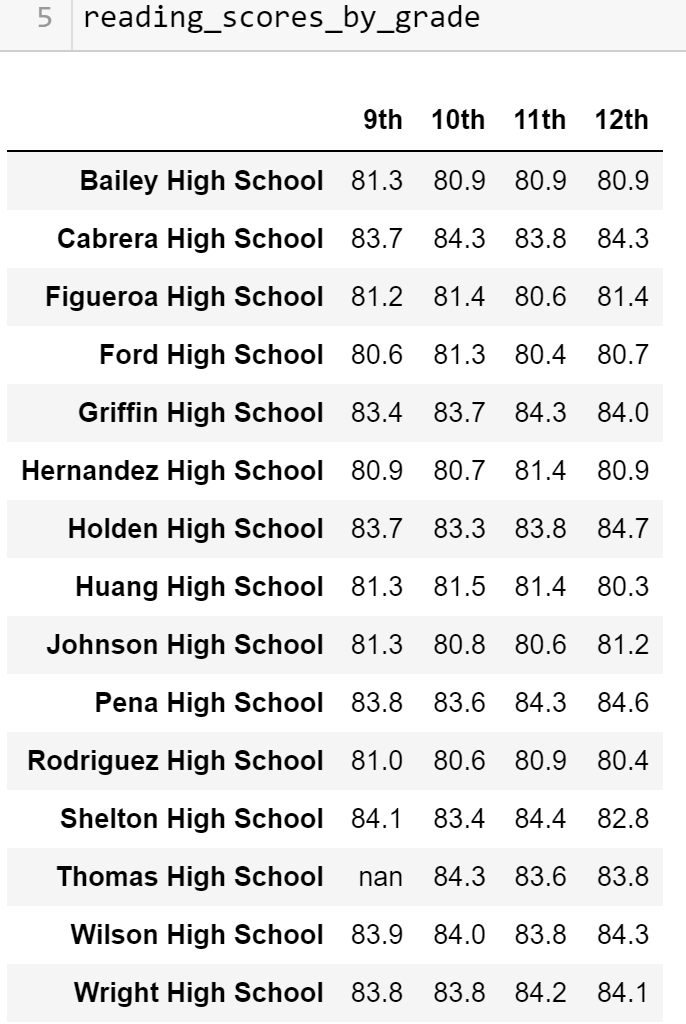 5 reading_scores_by_grade
9th 10th 11th 12th
Bailey High School 81.3 80.9 80.9 80.9
Cabrera High School 83.7 84.3 83.8 84.3
Figueroa High School 81.2 81.4 80.6 81.4
Ford High School 80.6 81.3 80.4 80.7
Griffin High School 83.4 83.7 84.3 84.0
Hernandez High School 80.9 80.7 81.4 80.9
Holden High School 83.7 83.3 83.8 84.7
Huang High School 81.3 81.5 81.4 80.3
Johnson High School 81.3 80.8 80.6 81.2
Pena High School 83.8 83.6 84.3 84.6
Rodriguez High School 81.0 80.6 80.9 80.4
Shelton High School 84.1 83.4 84.4 82.8
Thomas High School nan 84.3 83.6 83.8
Wilson High School 83.9 84.0 83.8 84.3
Wright High School 83.8 83.8 84.2 84.1